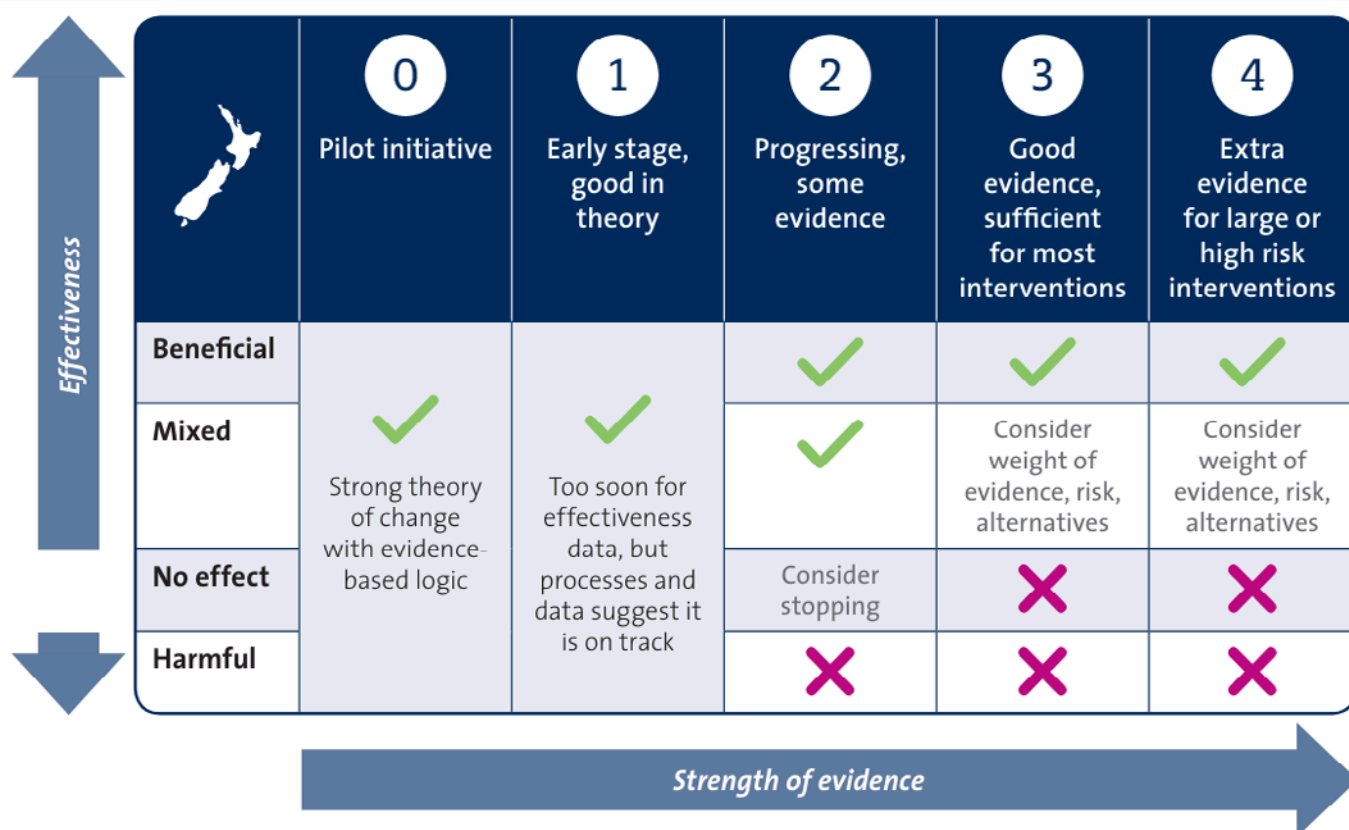 Effectiveness
0
Pilot initiative
1
Early stage,
good in
theory
2
Progressing,
some
evidence
3
Good
evidence,
sufficient
for most
interventions
4
Extra
evidence
for large or
high risk
interventions
Beneficial
Mixed
No effect
Harmful
Strong theory
of change
with evidence-
based logic
Too soon for
effectiveness
data, but
processes and
data suggest it
is on track
Consider
stopping
Consider
weight of
evidence, risk,
alternatives
Consider
weight of
evidence, risk,
alternatives
Strength of evidence